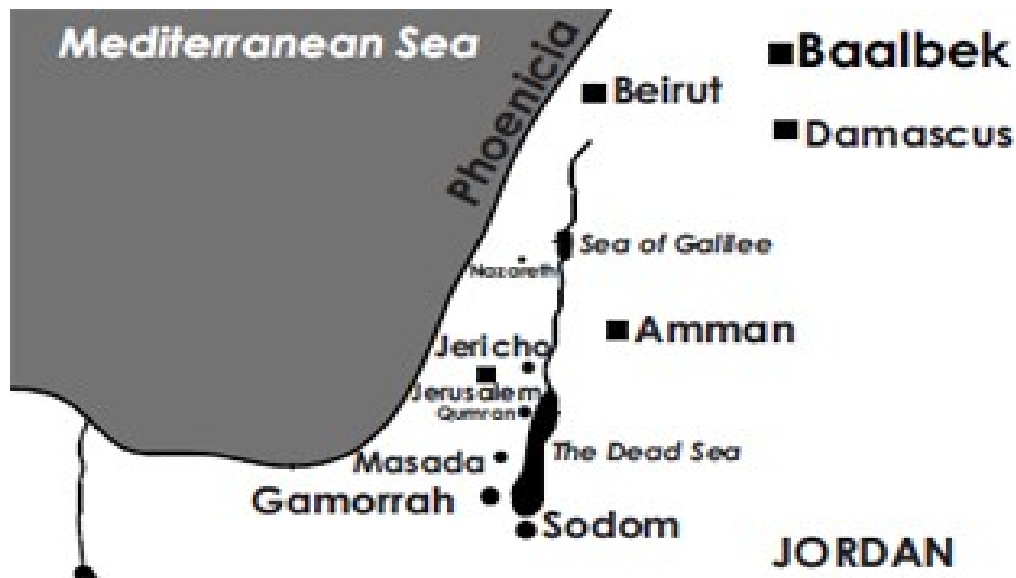 Mediterranean Sea
Phoenicia
Baalbek
Beirut
Damascus
Sea of Galilee
Nazareth
Amman
Jericho
Jerusalem
Qumran
The Dead Sea
Masada
Gamorrah
Sodom
JORDAN